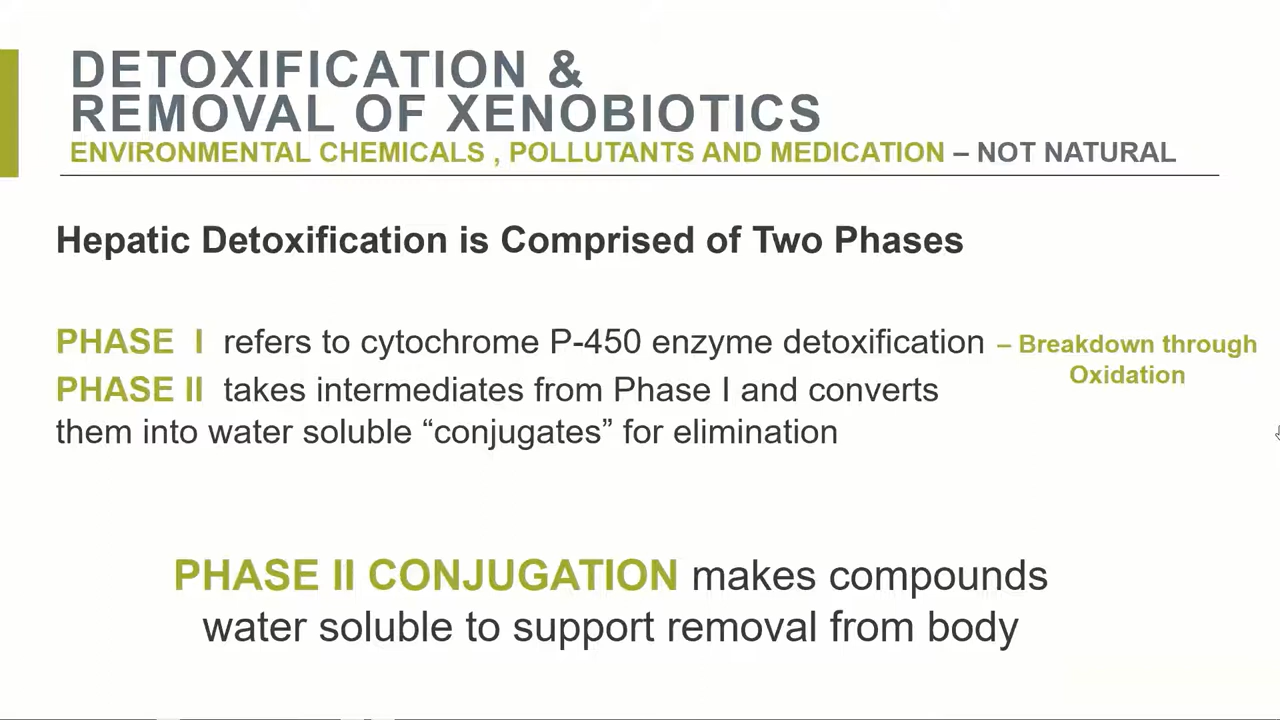 DETOXIFICATION &
REMOVAL OF XENOBIOTICS
ENVIRONMENTAL CHEMICALS , POLLUTANTS AND MEDICATION – NOT NATURAL
Hepatic Detoxification is Comprised of Two Phases
PHASE I refers to cytochrome P-450 enzyme detoxification – Breakdown through
Oxidation
PHASE II takes intermediates from Phase I and converts
them into water soluble “conjugates” for elimination
PHASE II CONJUGATION makes compounds
water soluble to support removal from body